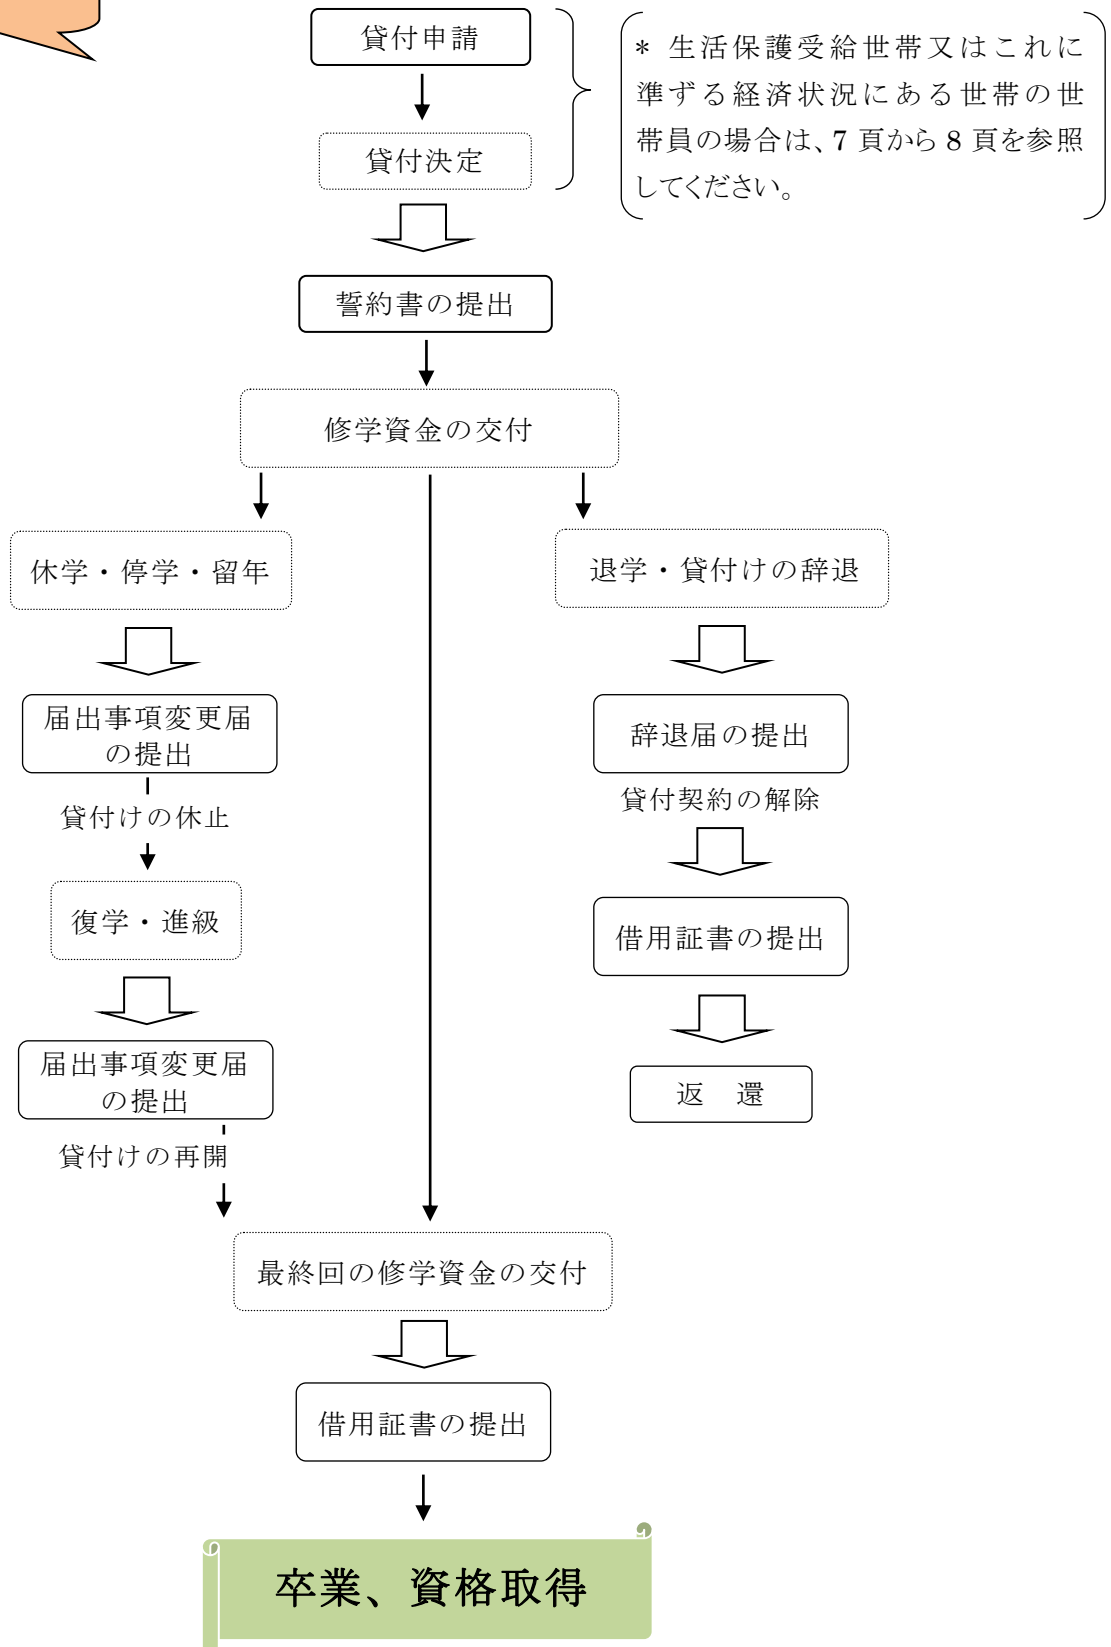 貸付申請
* 生活保護受給世帯又はこれに
準ずる経済状況にある世帯の世
帯員の場合は、7 頁から 8 頁を参照
してください。
貸付決定
誓約書の提出
修学資金の交付
休学・停学・留年
届出事項変更届
の提出
貸付けの休止
復学・進級
届出事項変更届
の提出
貸付けの再開
退学・貸付けの辞退
辞退届の提出
貸付契約の解除
借用証書の提出
返　還
最終回の修学資金の交付
借用証書の提出
卒業、資格取得